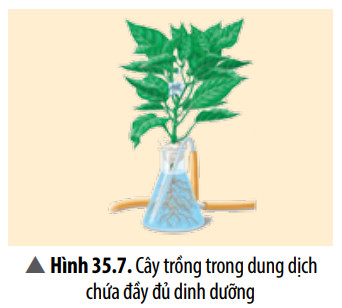 ▲ Hình 35.7. Cây trồng trong dung dịch
chứa đầy đủ dinh dưỡng